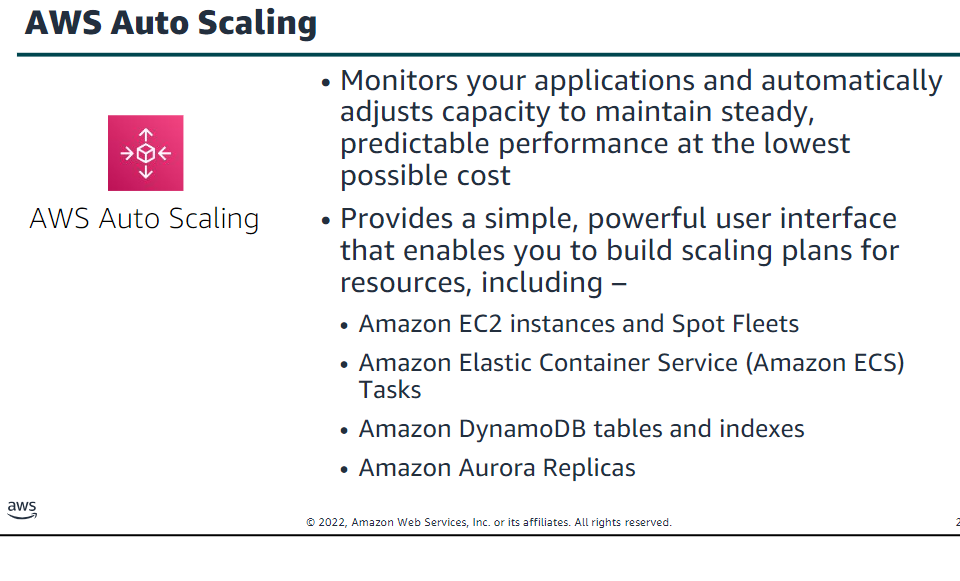 AWS Auto Scaling
• Monitors your applications and automatically
adjusts capacity to maintain steady,
predictable performance at the lowest
possible cost
AWS Auto Scaling
• Provides a simple, powerful user interface
that enables you to build scaling plans for
resources, including –
• Amazon EC2 instances and Spot Fleets
• Amazon Elastic Container Service (Amazon ECS)
Tasks
• Amazon DynamoDB tables and indexes
• Amazon Aurora Replicas
aws
© 2022, Amazon Web Services, Inc. or its affiliates. All rights reserved.